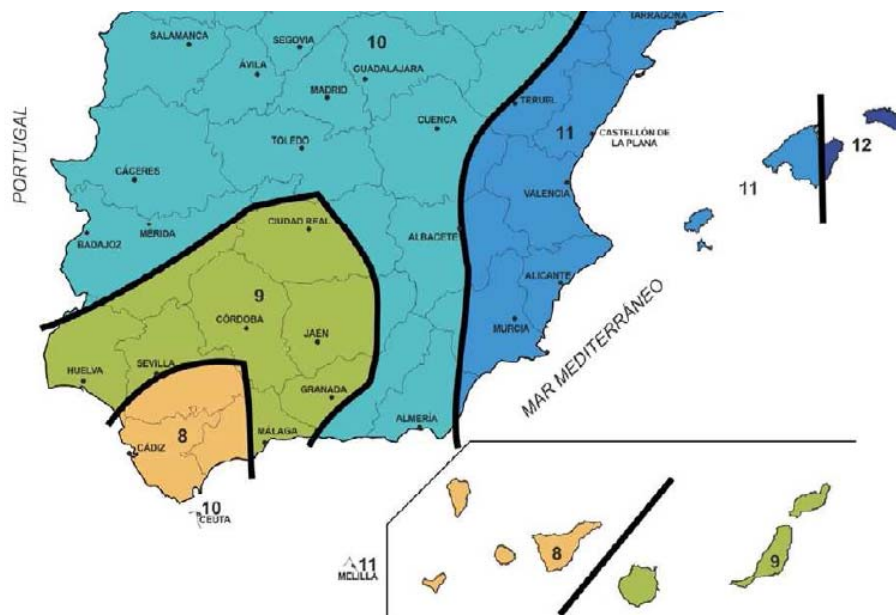 TARRAGONA
SALAMANCA
SEGOVIA
10
ÁVILA
GUADALAJARA
MADRID
TERUEL
CUENCA
11
CASTELLÓN DE
LA PLANA
12
TOLEDO
PORTUGAL
CÁCERES
VALENCIA
11
CIUDAD REAL
MÉRIDA
BADAJOZ
ALBACETE
ALICANTE
9
CÓRDOBA
MURCIA
JAÉN
MAR MEDITERRÁNEO
SEVILLA
HUELVA
GRANADA
ALMERÍA
8
MÁLAGA
CÁDIZ
10
CEUTA
11
MELILLA
8
9